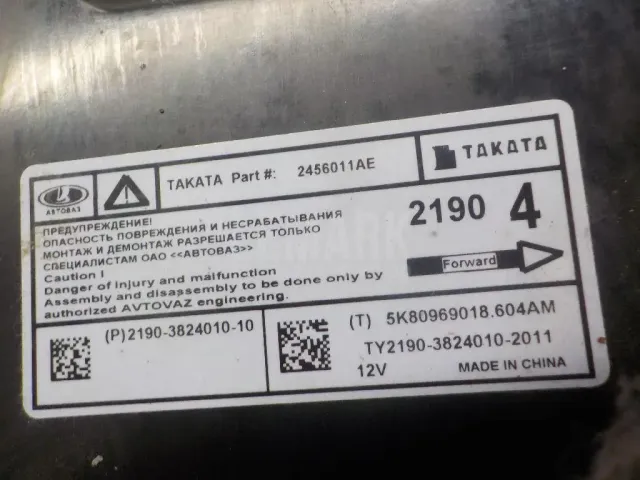 АВТОВАЗ
TAKATA Part #: 2456011AE
TAKATA
ПРЕДУПРЕЖДЕНИЕ!
ОПАСНОСТЬ ПОВРЕЖДЕНИЯ И НЕСРАБАТЫВАНИЯ
МОНТАЖ И ДЕМОНТАЖ РАЗРЕШАЕТСЯ ТОЛЬКО
СПЕЦИАЛИСТАМ ОАО <<АВТОВАЗ>>
Caution !
Danger of injury and malfunction
Assembly and disassembly to be done only by
authorized AVTOVAZ engineering.
2190 4
Forward
(P)2190-3824010-10
(T) 5K80969018.604AM
TY2190-3824010-2011
12V MADE IN CHINA